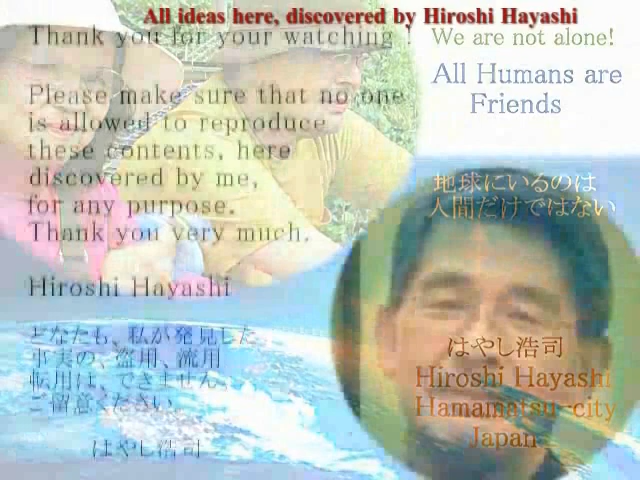 All ideas here, discovered by Hiroshi Hayashi
Thank you for your watching !
We are not alone!
All Humans are
Friends
Please make sure that no one
is allowed to reproduce
these contents, here
discovered by me,
for any purpose.
Thank you very much.
Hiroshi Hayashi
地球にいるのは
人間だけではない
どなたも、私が発見した
事実の、盗用、流用
転用は、できません。
ご留意ください。
はやし浩司
はやし浩司
Hiroshi Hayashi
Hamamatsu-city
Japan